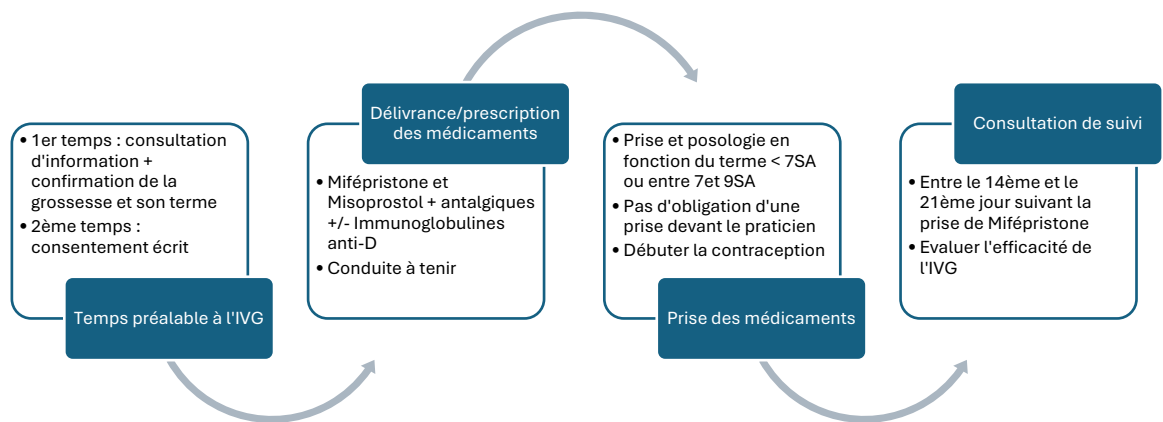 • 1er temps : consultation
d'information +
confirmation de la
grossesse et son terme
• 2ème temps :
consentement écrit
Temps préalable à l'IVG
Délivrance/prescription
des médicaments
• Mifépristone et
Misoprostol + antalgiques
+/- Immunoglobulines
anti-D
• Conduite à tenir
• Prise et posologie en
fonction du terme < 7SA
ou entre 7et 9SA
• Pas d'obligation d'une
prise devant le praticien
• Débuter la contraception
Prise des médicaments
Consultation de suivi
• Entre le 14ème et le
21ème jour suivant la
prise de Mifépristone
• Evaluer l'efficacité de
l'IVG